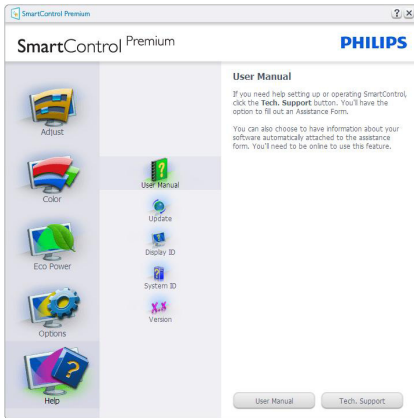 SmartControl Premium
? X
SmartControl Premium
PHILIPS
Adjust
Color
Eco Power
Options
Help
User Manual
Update
Display ID
System ID
X.X
Version
User Manual
If you need help setting up or operating SmartControl,
click the Tech. Support button. You'll have the
option to fill out an Assistance Form.
You can also choose to have information about your
software automatically attached to the assistance
form. You'll need to be online to use this feature.
User Manual
Tech. Support